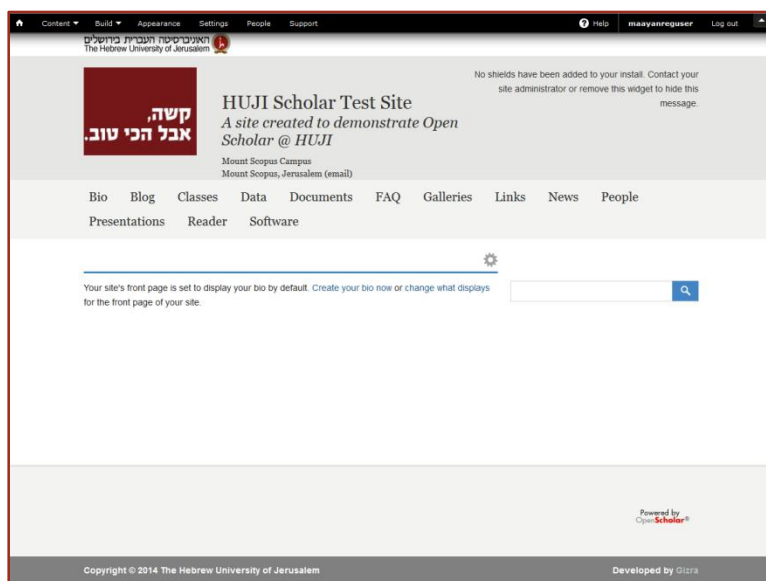 Content Build Appearance Settings People Support Help maayanreguser Log out
האוניברסיטה העברית בירושלים
The Hebrew University of Jerusalem
No shields have been added to your install. Contact your
site administrator or remove this widget to hide this
message.
קשה,
אבל הכי טוב.
HUJI Scholar Test Site
A site created to demonstrate Open
Scholar @ HUJI
Mount Scopus Campus
Mount Scopus, Jerusalem (email)
Bio Blog Classes Data Documents FAQ Galleries Links News People
Presentations Reader Software
Your site's front page is set to display your bio by default. Create your bio now or change what displays
for the front page of your site.
Powered by
OpenScholar®
Copyright © 2014 The Hebrew University of Jerusalem Developed by Gizra